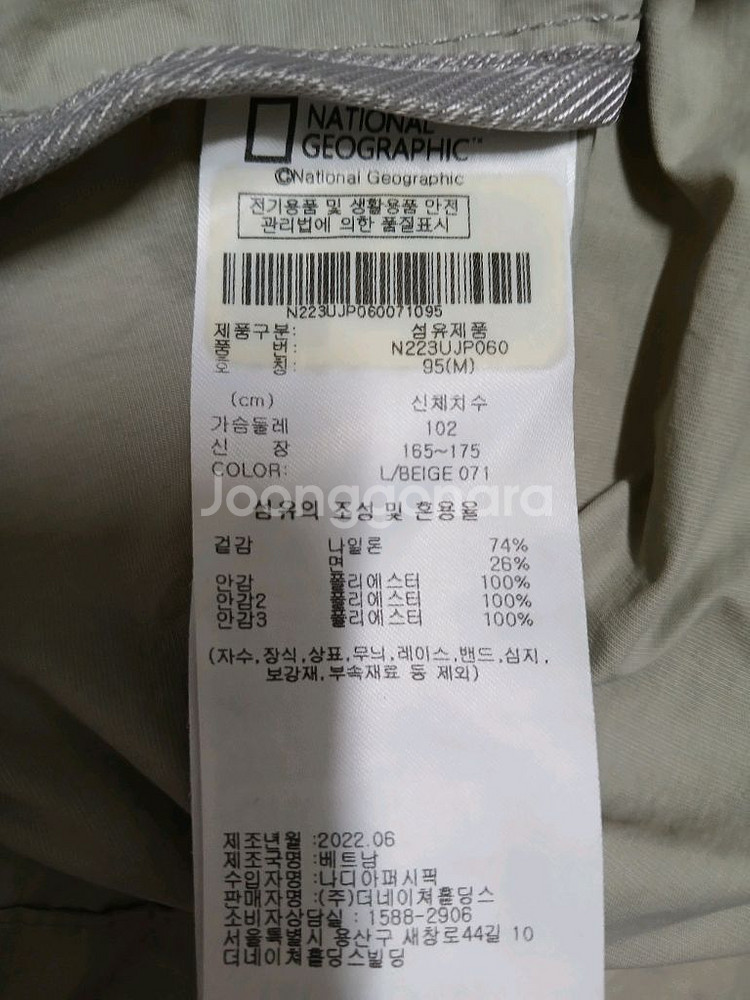 NATIONAL
GEOGRAPHIC™
©National Geographic
전기용품 및 생활용품 안전
관리법에 의한 품질표시
N223UJP060071095
제품구분: 섬유제품
품 번: N223UJP060
호 칭: 95(M)
(cm) 신체치수
가슴둘레 102
신 장 165~175
COLOR: L/BEIGE 071
Joonggonara
섬유의 조성 및 혼용율
겉감 나일론 74%
면 26%
안감 폴리에스터 100%
안감2 폴리에스터 100%
안감3 폴리에스터 100%
(자수,장식,상표,무늬,레이스,밴드,심지,
보강재,부속재료 등 제외)
제조년월 :2022.06
제조국명 :베트남
수입자명 :나디아퍼시픽
판매자명 :(주)더네이쳐홀딩스
소비자상담실 : 1588-2906
서울특별시 용산구 새창로44길 10
더네이쳐홀딩스빌딩